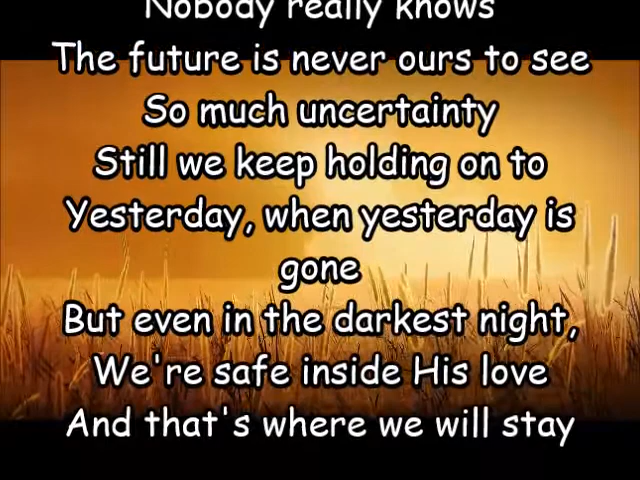 Nobody really knows
The future is never ours to see
So much uncertainty
Still we keep holding on to
Yesterday, when yesterday is
gone
But even in the darkest night,
We're safe inside His love
And that's where we will stay